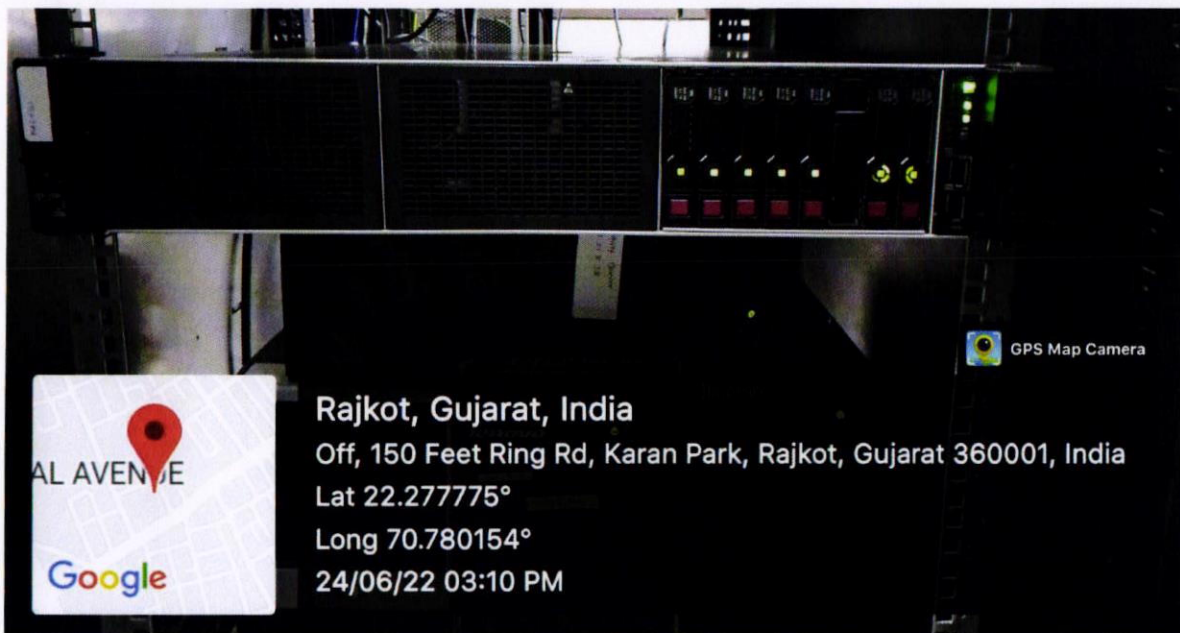 GPS Map Camera
Rajkot, Gujarat, India
Off, 150 Feet Ring Rd, Karan Park, Rajkot, Gujarat 360001, India
Lat 22.277775°
Long 70.780154°
24/06/22 03:10 PM
AL AVENUE
Google